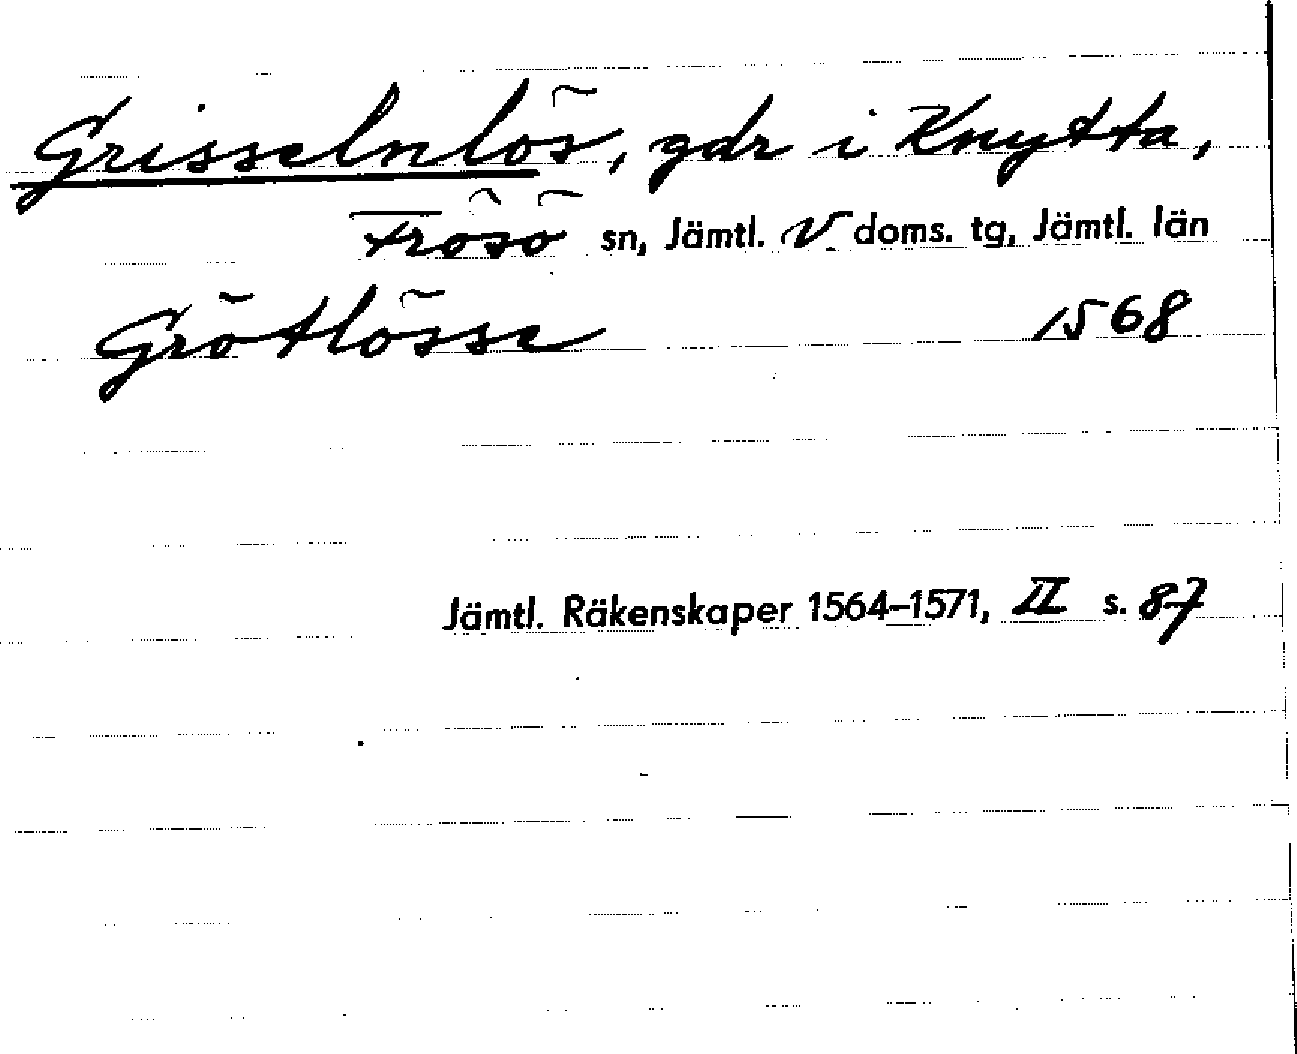 Grisselnlös, gdr i Knytta,
Frösö sn, Jämtl. V doms. tg, Jämtl. län
Grötlösse 1568
Jämtl. Räkenskaper 1564–1571, II s. 87